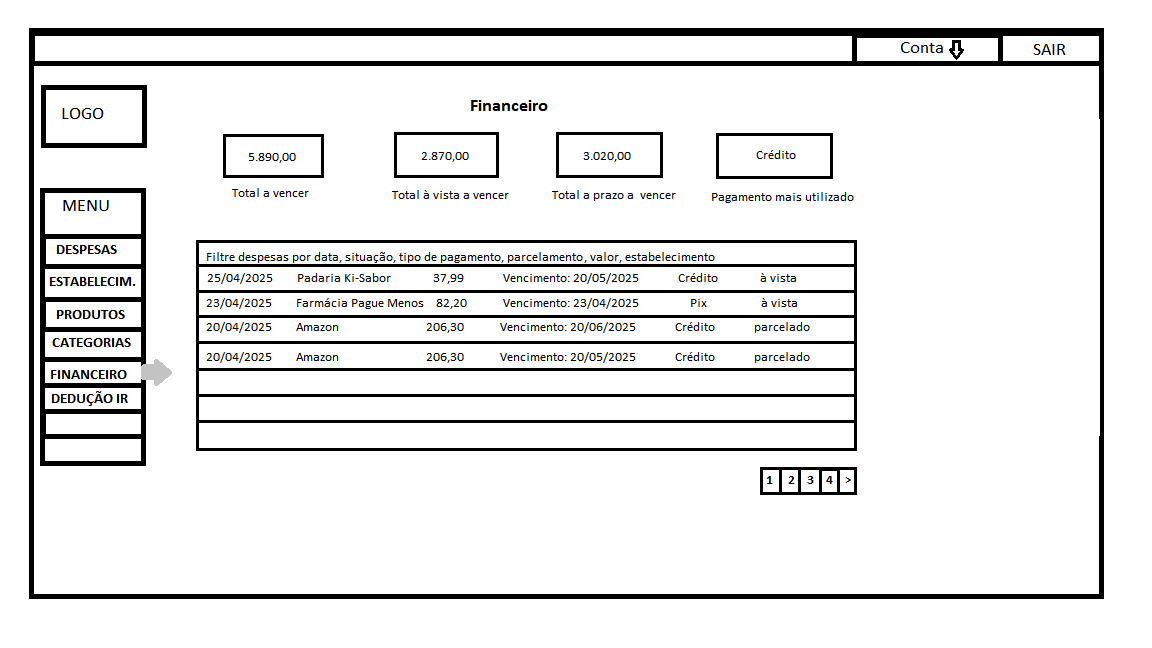 Conta SAIR
LOGO
Financeiro
5.890,00 2.870,00 3.020,00 Crédito
Total a vencer Total à vista a vencer Total a prazo a vencer Pagamento mais utilizado
MENU
DESPESAS
ESTABELECIM.
PRODUTOS
CATEGORIAS
FINANCEIRO
DEDUÇÃO IR
Filtre despesas por data, situação, tipo de pagamento, parcelamento, valor, estabelecimento
25/04/2025 Padaria Ki-Sabor 37,99 Vencimento: 20/05/2025 Crédito à vista
23/04/2025 Farmácia Pague Menos 82,20 Vencimento: 23/04/2025 Pix à vista
20/04/2025 Amazon 206,30 Vencimento: 20/06/2025 Crédito parcelado
20/04/2025 Amazon 206,30 Vencimento: 20/05/2025 Crédito parcelado
1 2 3 4 >